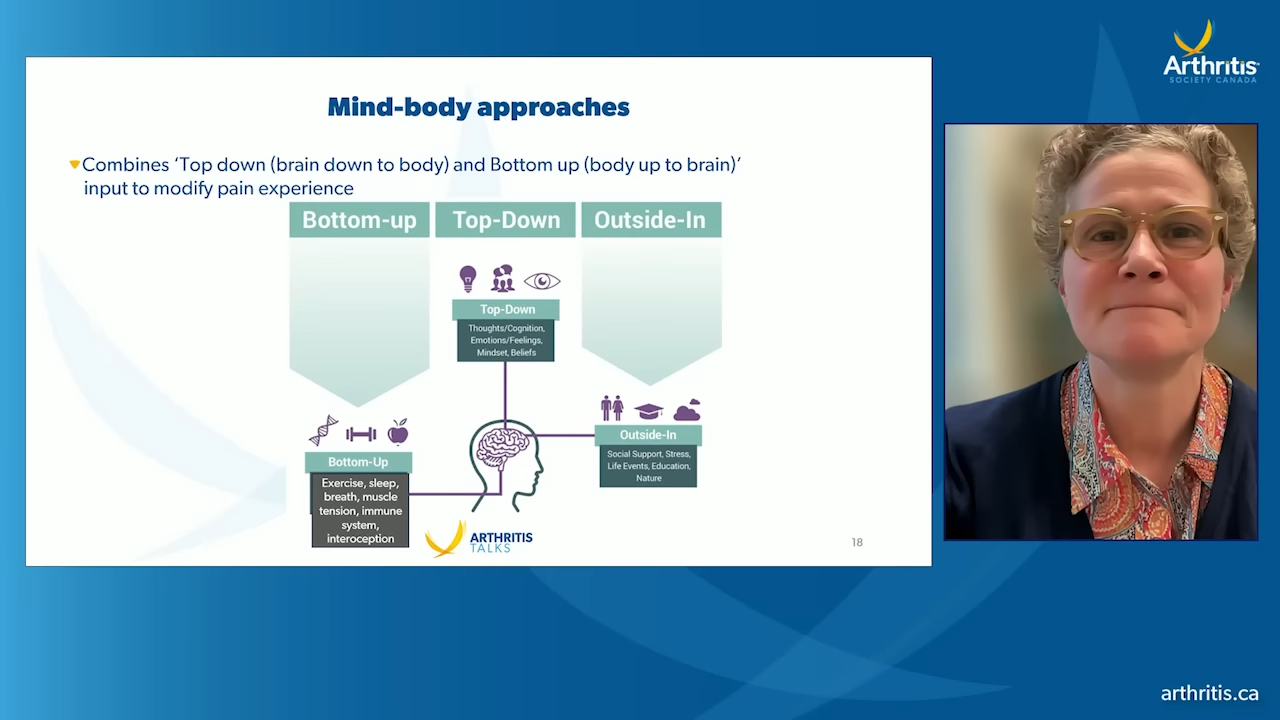 Arthritis
SOCIETY CANADA
Mind-body approaches
Combines ‘Top down (brain down to body) and Bottom up (body up to brain)’
input to modify pain experience
Bottom-up
Top-Down
Outside-In
Top-Down
Thoughts/Cognition,
Emotions/Feelings,
Mindset, Beliefs
Outside-In
Social Support, Stress,
Life Events, Education,
Nature
Bottom-Up
Exercise, sleep,
breath, muscle
tension, immune
system,
interoception
ARTHRITIS
TALKS
18
arthritis.ca